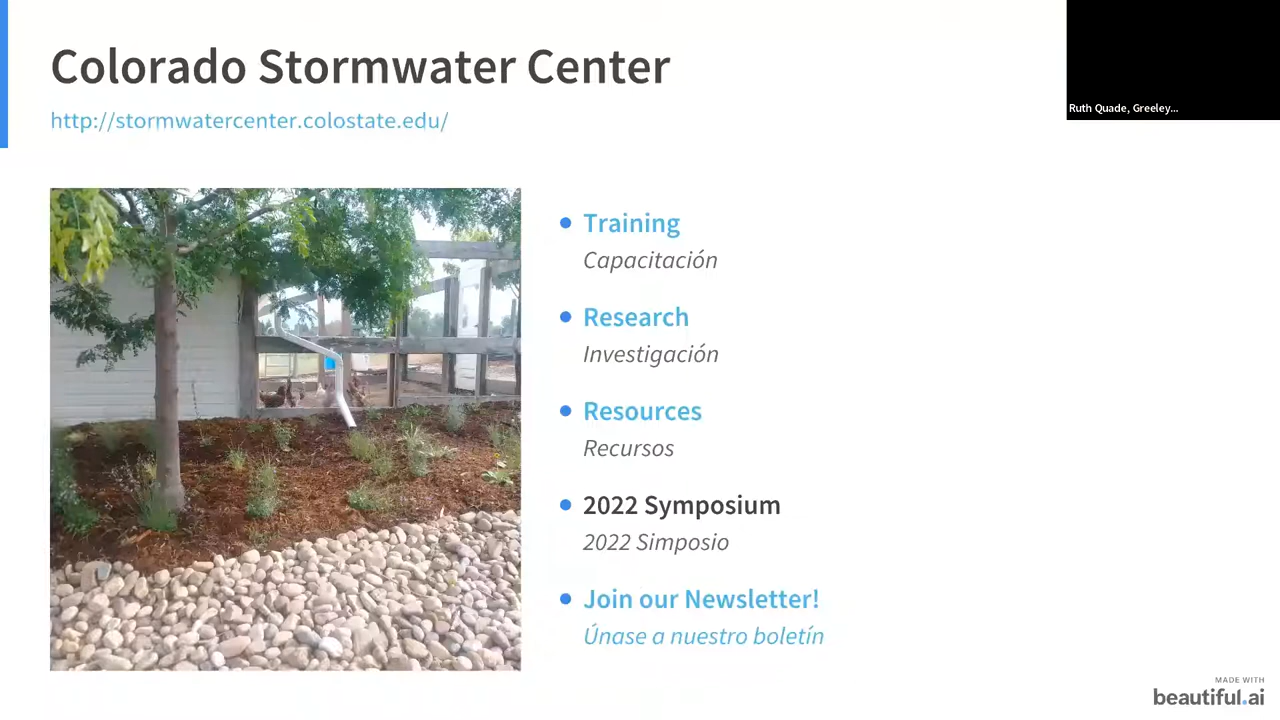 Colorado Stormwater Center
http://stormwatercenter.colostate.edu/
Ruth Quade, Greeley...
Training
Capacitación
Research
Investigación
Resources
Recursos
2022 Symposium
2022 Simposio
Join our Newsletter!
Únase a nuestro boletín
MADE WITH
beautiful.ai